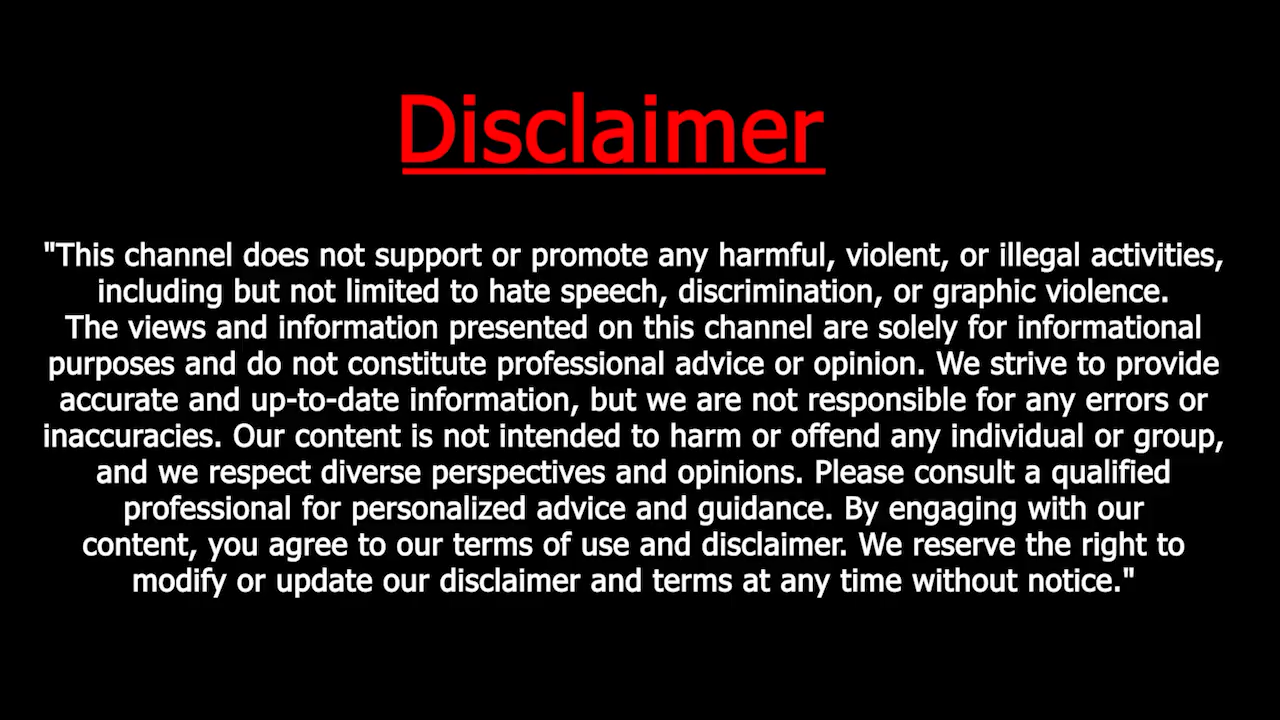 Disclaimer
"This channel does not support or promote any harmful, violent, or illegal activities,
including but not limited to hate speech, discrimination, or graphic violence.
The views and information presented on this channel are solely for informational
purposes and do not constitute professional advice or opinion. We strive to provide
accurate and up-to-date information, but we are not responsible for any errors or
inaccuracies. Our content is not intended to harm or offend any individual or group,
and we respect diverse perspectives and opinions. Please consult a qualified
professional for personalized advice and guidance. By engaging with our
content, you agree to our terms of use and disclaimer. We reserve the right to
modify or update our disclaimer and terms at any time without notice."